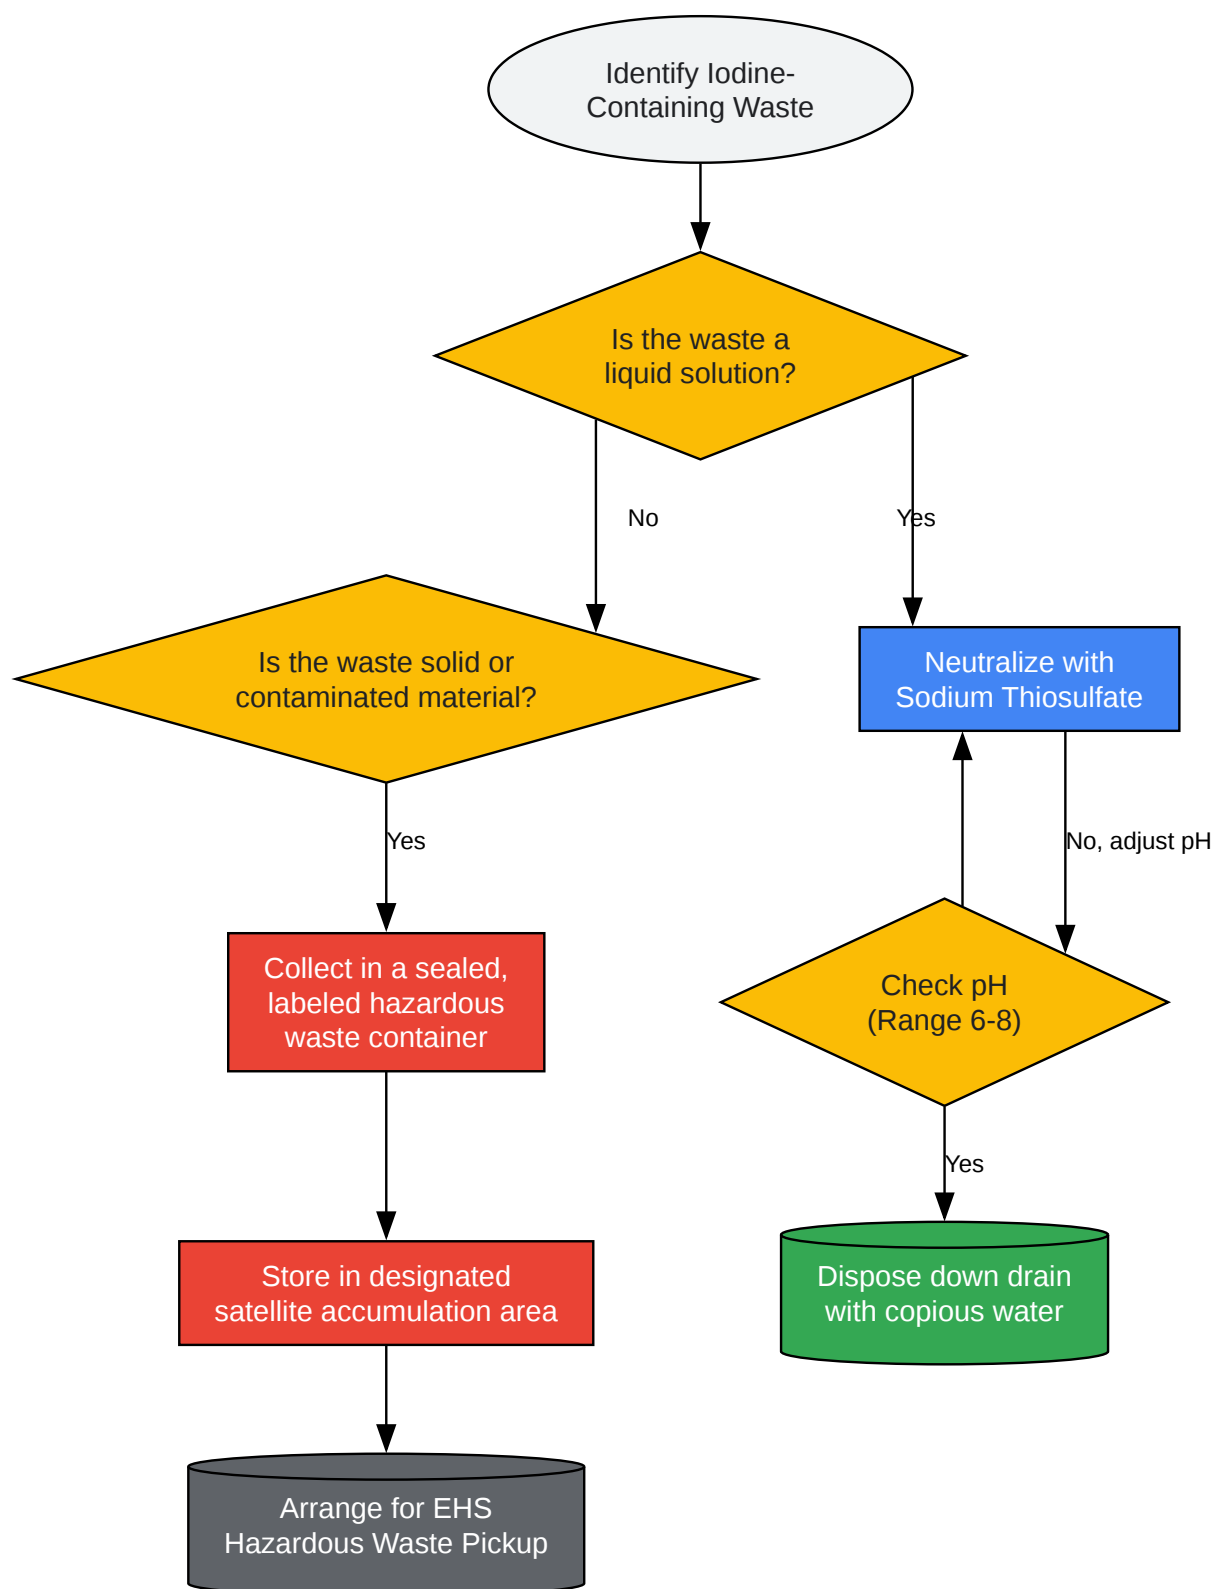 Identify Iodine-
Containing Waste
Is the waste a
liquid solution?
No
Yes
Is the waste solid or
contaminated material?
Neutralize with
Sodium Thiosulfate
Yes
No, adjust pH
Collect in a sealed,
labeled hazardous
waste container
Check pH
(Range 6-8)
Yes
Store in designated
satellite accumulation area
Dispose down drain
with copious water
Arrange for EHS
Hazardous Waste Pickup